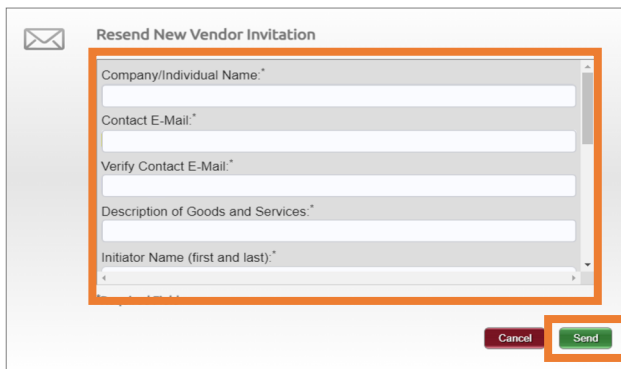 Resend New Vendor Invitation
Company/Individual Name:*
Contact E-Mail:*
Verify Contact E-Mail:*
Description of Goods and Services:*
Initiator Name (first and last):*
Cancel Send